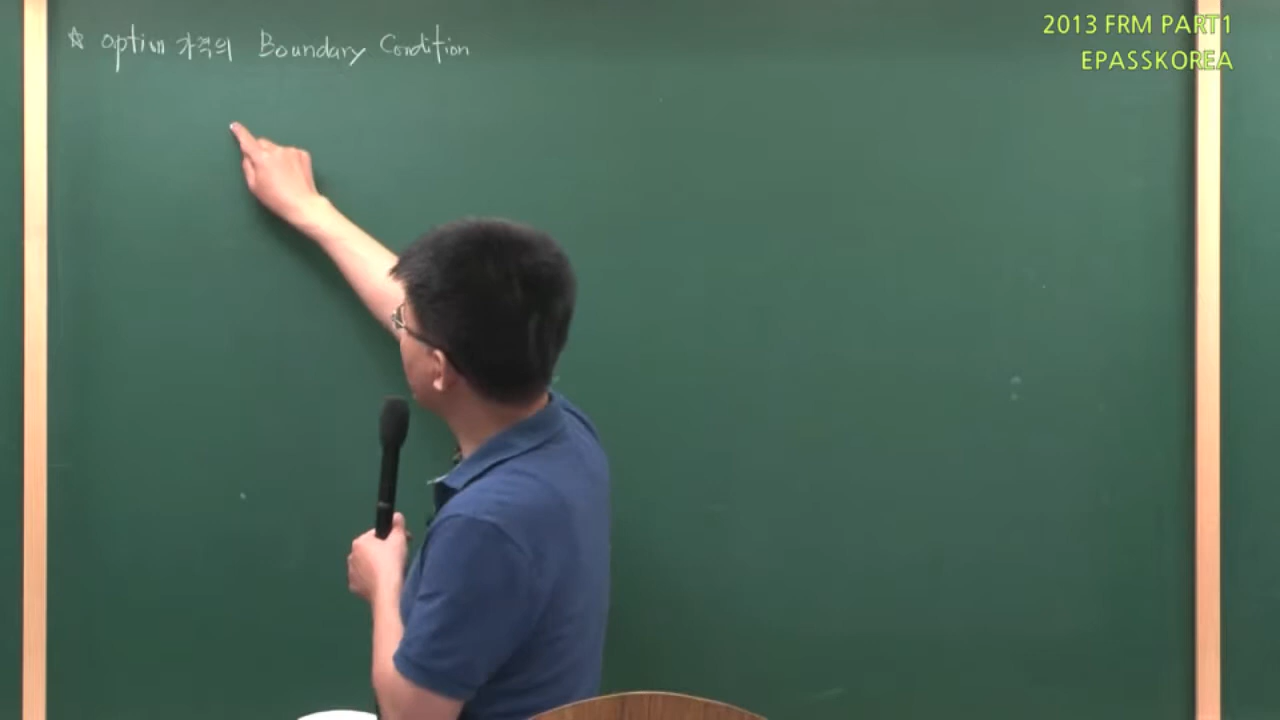 ☆ option 가격의 Boundary Condition
2013 FRM PART1
EPASSKOREA